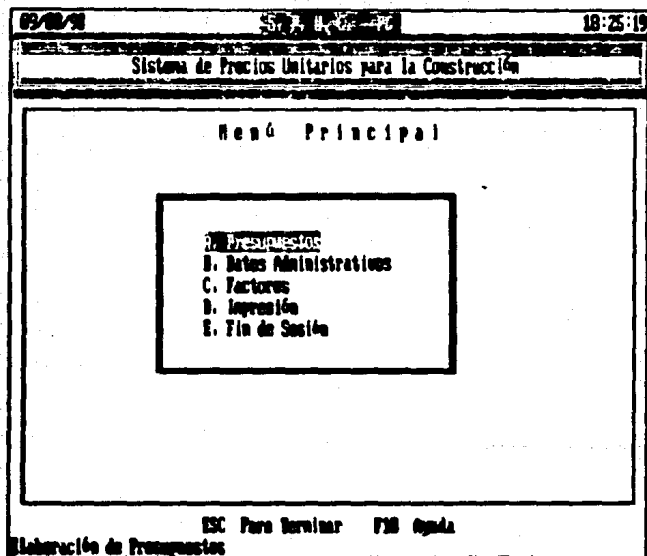 18:25:19
Sistema de Precios Unitarios para la Construcción
Menú Principal
A. Presupuestos
B. Datos Administrativos
C. Factores
D. Impresión
E. Fin de Sesión
ESC Para Terminar F10 Ayuda
Elaboración de Presupuestos